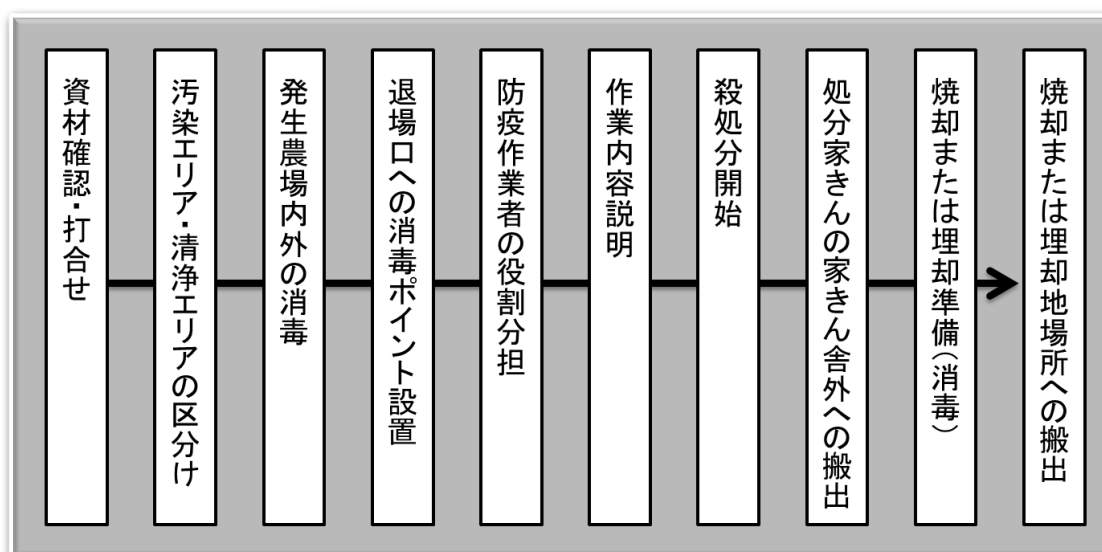 資材確認・打合せ
汚染エリア・清浄エリアの区分け
発生農場内外の消毒
退場口への消毒ポイント設置
防疫作業者の役割分担
作業内容説明
殺処分開始
処分家きんの家きん舎外への搬出
焼却または埋却準備(消毒)
焼却または埋却地場所への搬出